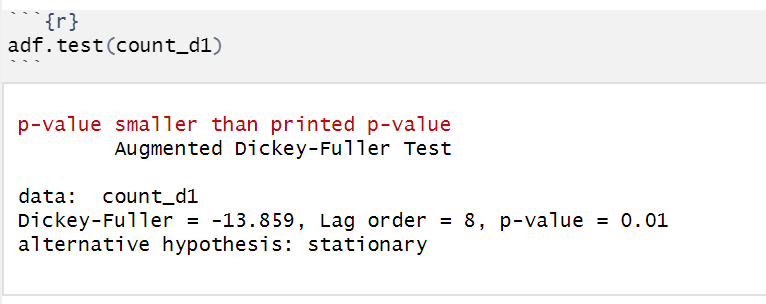 ```{r}
adf.test(count_d1)
```
p-value smaller than printed p-value
Augmented Dickey-Fuller Test
data:  count_d1
Dickey-Fuller = -13.859, Lag order = 8, p-value = 0.01
alternative hypothesis: stationary